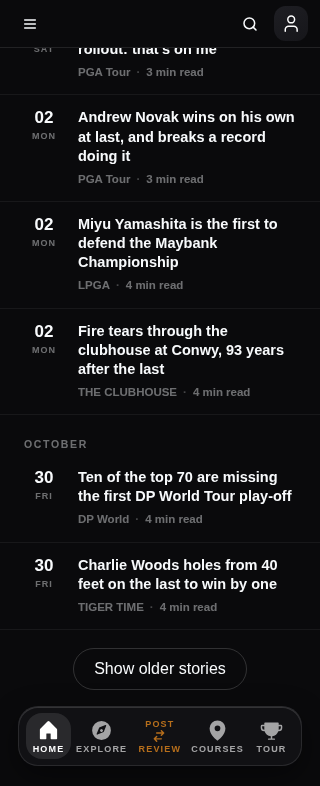 SAT
rollout: that's on me
PGA Tour · 3 min read
02
MON
Andrew Novak wins on his own
at last, and breaks a record
doing it
PGA Tour · 3 min read
02
MON
Miyu Yamashita is the first to
defend the Maybank
Championship
LPGA · 4 min read
02
MON
Fire tears through the
clubhouse at Conwy, 93 years
after the last
THE CLUBHOUSE · 4 min read
OCTOBER
30
FRI
Ten of the top 70 are missing
the first DP World Tour play-off
DP World · 4 min read
30
FRI
Charlie Woods holes from 40
feet on the last to win by one
TIGER TIME · 4 min read
Show older stories
HOME
EXPLORE
POST
REVIEW
COURSES
TOUR